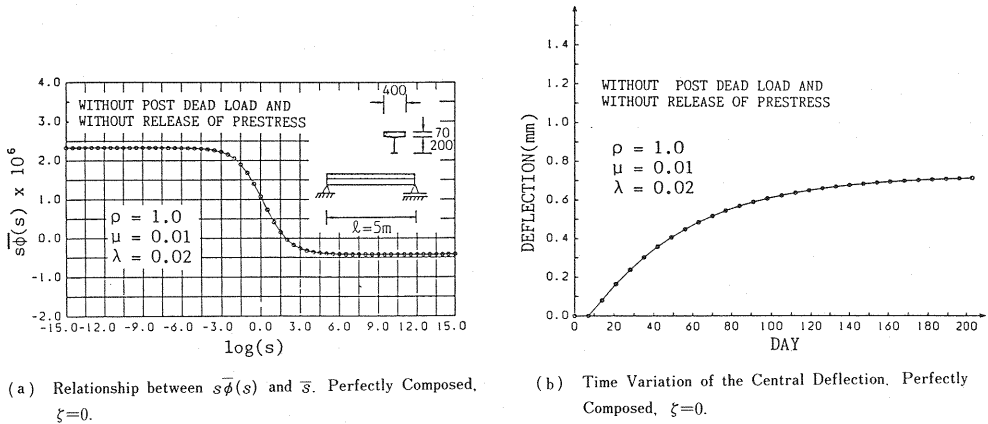 4.0
3.0
2.0
1.0
0.0
-1.0
-2.0
sϕ̅(s) x 10⁶
WITHOUT POST DEAD LOAD AND
WITHOUT RELEASE OF PRESTRESS
400
70
200
ℓ=5m
ρ = 1.0
μ = 0.01
λ = 0.02
-15.0 -12.0 -9.0 -6.0 -3.0 0.0 3.0 6.0 9.0 12.0 15.0
log(s)
(a) Relationship between sϕ̅(s) and s̅. Perfectly Composed,
ζ=0.
1.4
1.2
1.0
0.8
0.6
0.4
0.2
0.0
DEFLECTION(mm)
WITHOUT POST DEAD LOAD AND
WITHOUT RELEASE OF PRESTRESS
ρ = 1.0
μ = 0.01
λ = 0.02
0 20 40 60 80 100 120 140 160 180 200
DAY
(b) Time Variation of the Central Deflection. Perfectly
Composed, ζ=0.